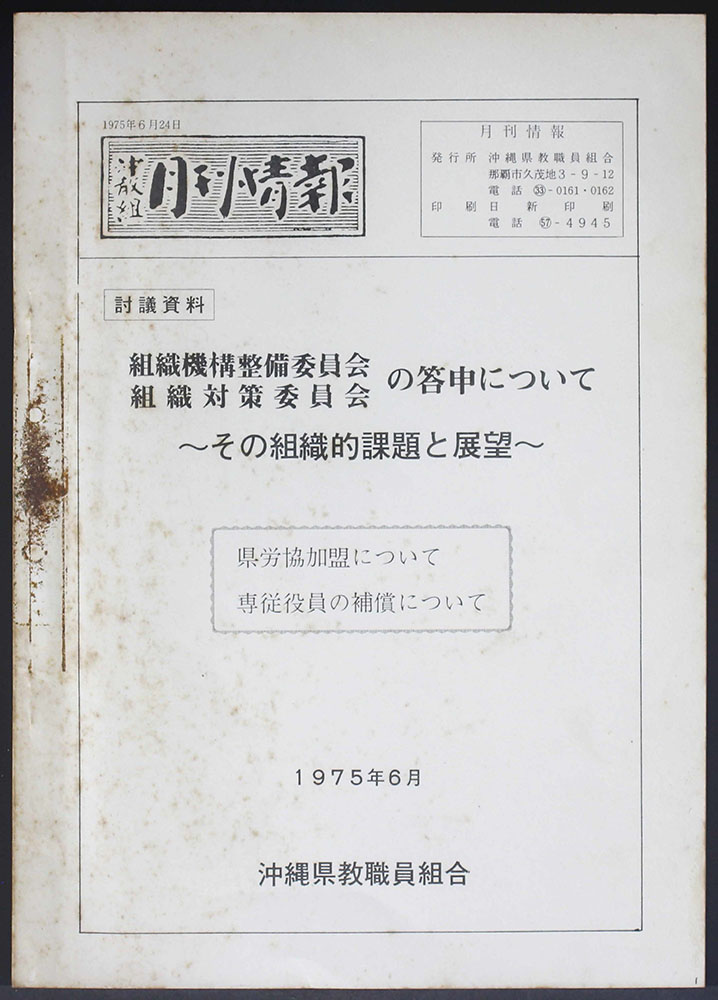 1975年6月24日
沖教組
月刊情報
月刊情報
発行所 沖縄県教職員組合
那覇市久茂地3-9-12
電話 ㉝-0161・0162
印刷 日新印刷
電話 57-4945
討議資料
組織機構整備委員会
組織対策委員会
の答申について
～その組織的課題と展望～
県労協加盟について
専従役員の補償について
1975年6月
沖縄県教職員組合
1